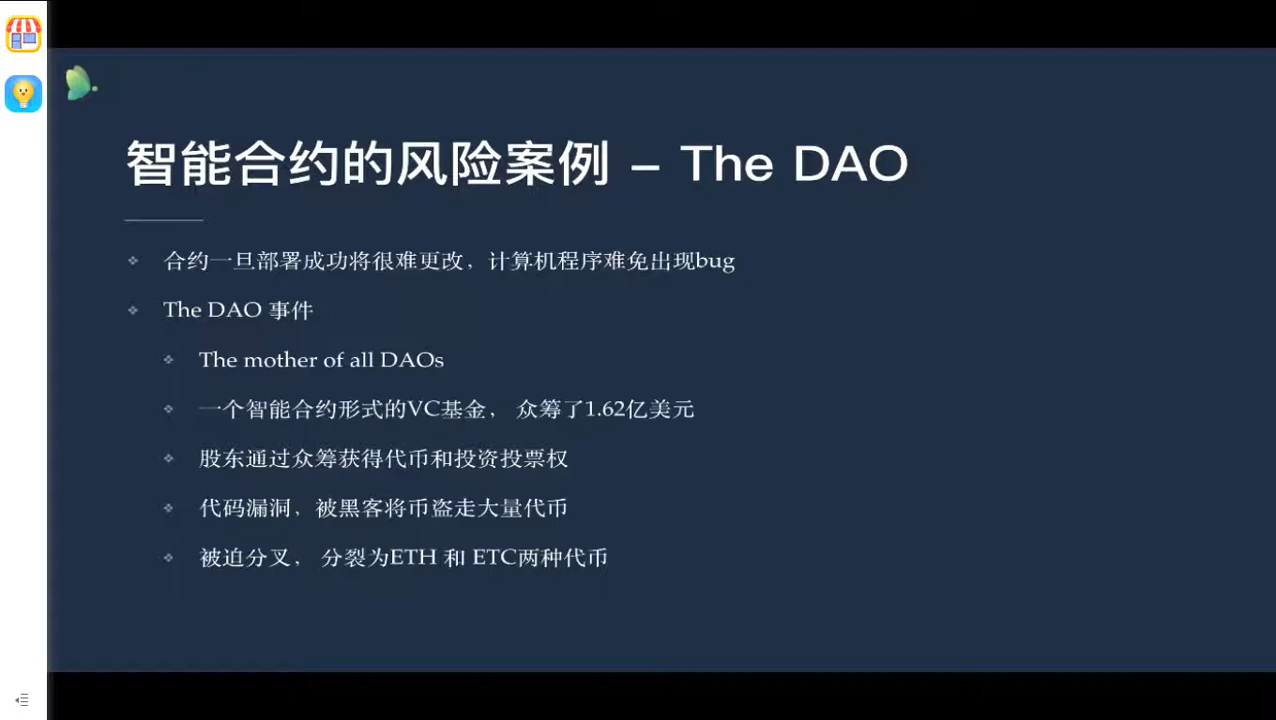 智能合约的风险案例 – The DAO
合约一旦部署成功将很难更改，计算机程序难免出现bug
The DAO 事件
The mother of all DAOs
一个智能合约形式的VC基金， 众筹了1.62亿美元
股东通过众筹获得代币和投资投票权
代码漏洞，被黑客将币盗走大量代币
被迫分叉， 分裂为ETH 和 ETC两种代币